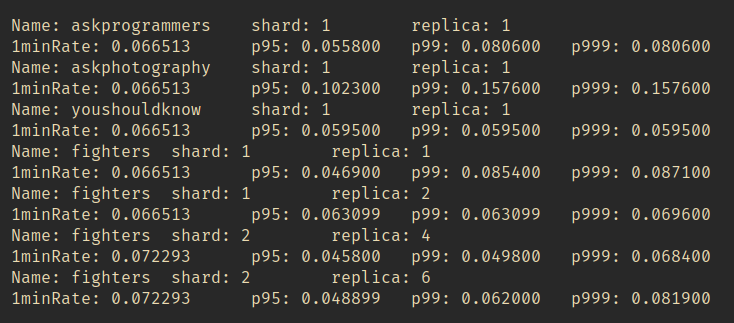 Name: askprogrammers shard: 1 replica: 1
1minRate: 0.066513 p95: 0.055800 p99: 0.080600 p999: 0.080600
Name: askphotography shard: 1 replica: 1
1minRate: 0.066513 p95: 0.102300 p99: 0.157600 p999: 0.157600
Name: youshouldknow shard: 1 replica: 1
1minRate: 0.066513 p95: 0.059500 p99: 0.059500 p999: 0.059500
Name: fighters shard: 1 replica: 1
1minRate: 0.066513 p95: 0.046900 p99: 0.085400 p999: 0.087100
Name: fighters shard: 1 replica: 2
1minRate: 0.066513 p95: 0.063099 p99: 0.063099 p999: 0.069600
Name: fighters shard: 2 replica: 4
1minRate: 0.072293 p95: 0.045800 p99: 0.049800 p999: 0.068400
Name: fighters shard: 2 replica: 6
1minRate: 0.072293 p95: 0.048899 p99: 0.062000 p999: 0.081900